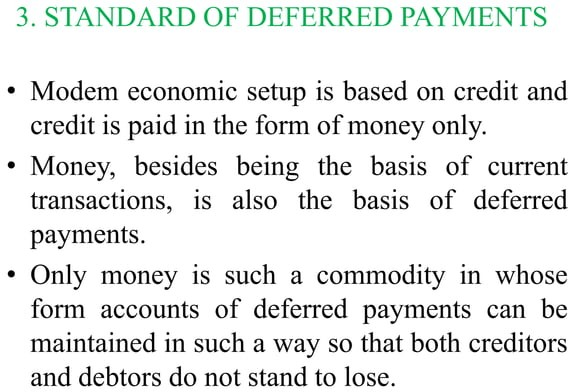 3. STANDARD OF DEFERRED PAYMENTS
• Modem economic setup is based on credit and
credit is paid in the form of money only.
• Money, besides being the basis of current
transactions, is also the basis of deferred
payments.
• Only money is such a commodity in whose
form accounts of deferred payments can be
maintained in such a way so that both creditors
and debtors do not stand to lose.